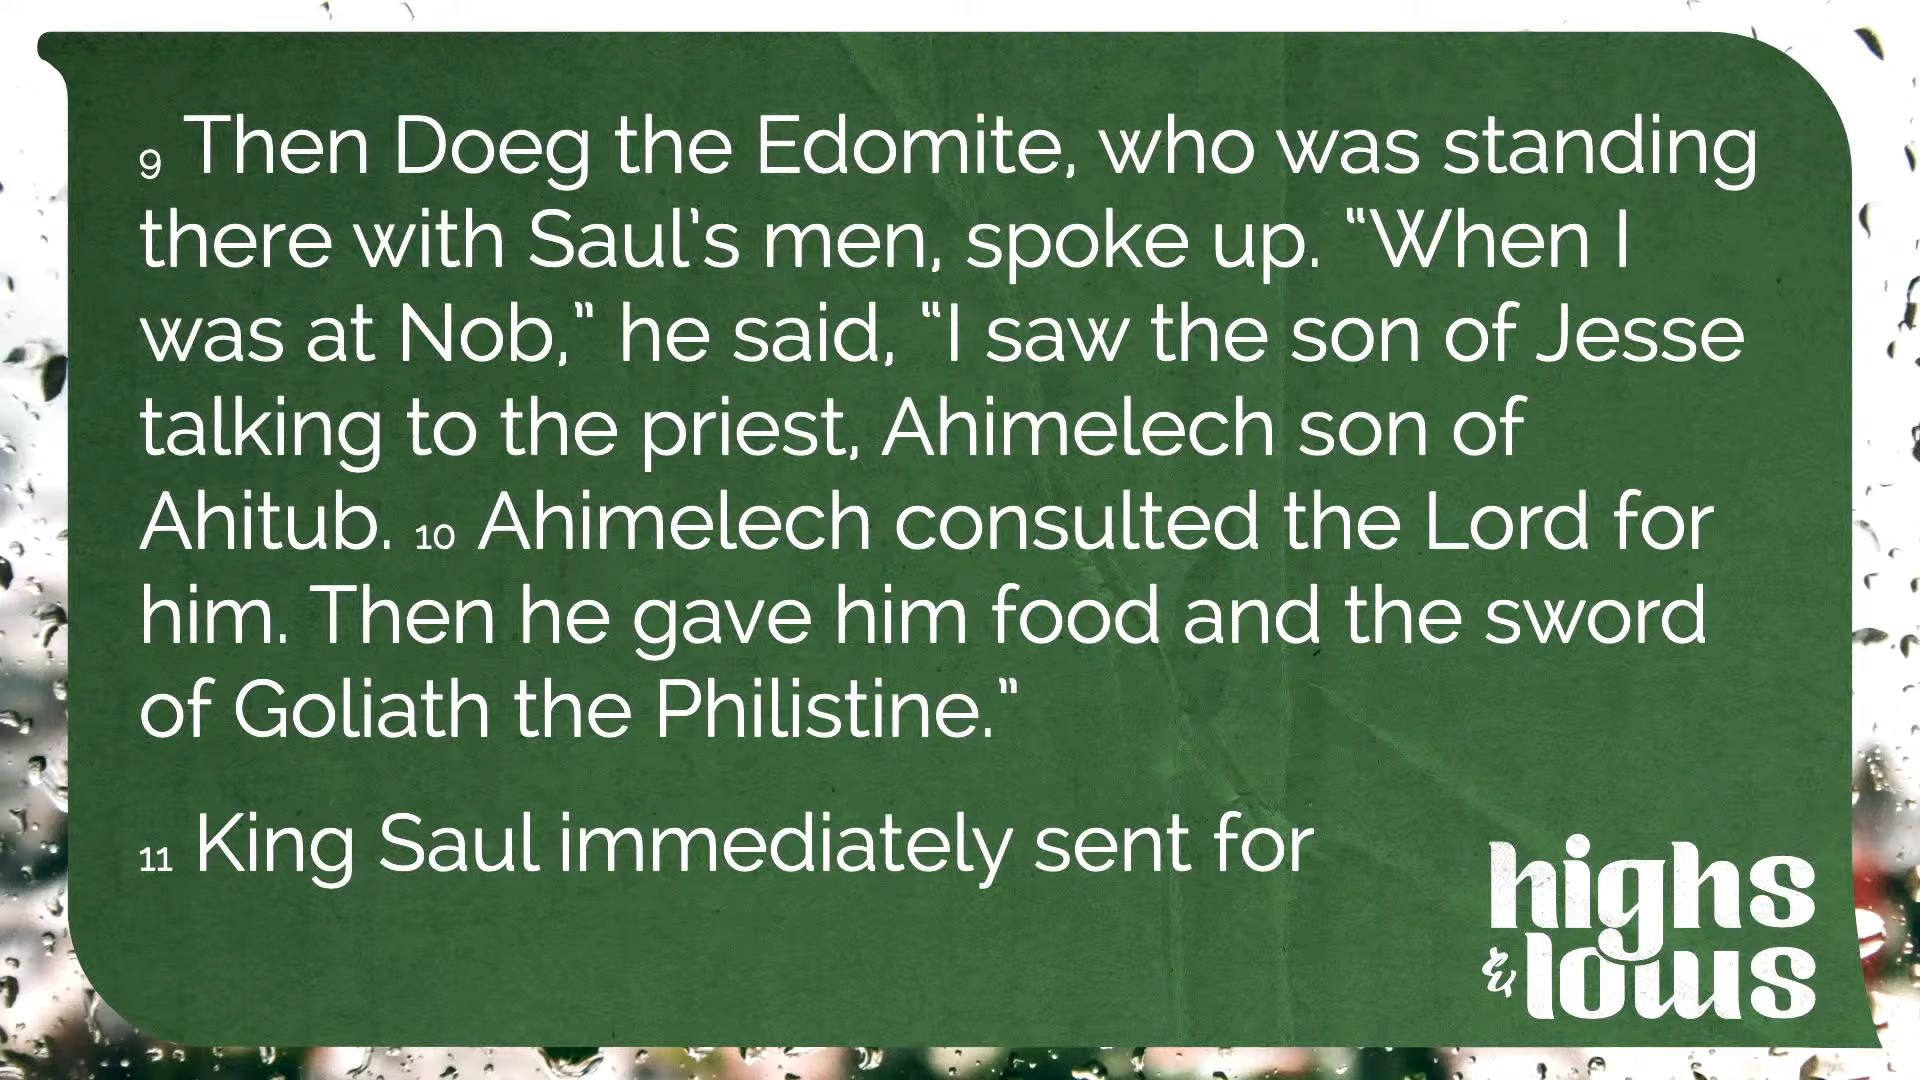 9 Then Doeg the Edomite, who was standing
there with Saul’s men, spoke up. “When I
was at Nob,” he said, “I saw the son of Jesse
talking to the priest, Ahimelech son of
Ahitub. 10 Ahimelech consulted the Lord for
him. Then he gave him food and the sword
of Goliath the Philistine.”
11 King Saul immediately sent for
highs
& lows